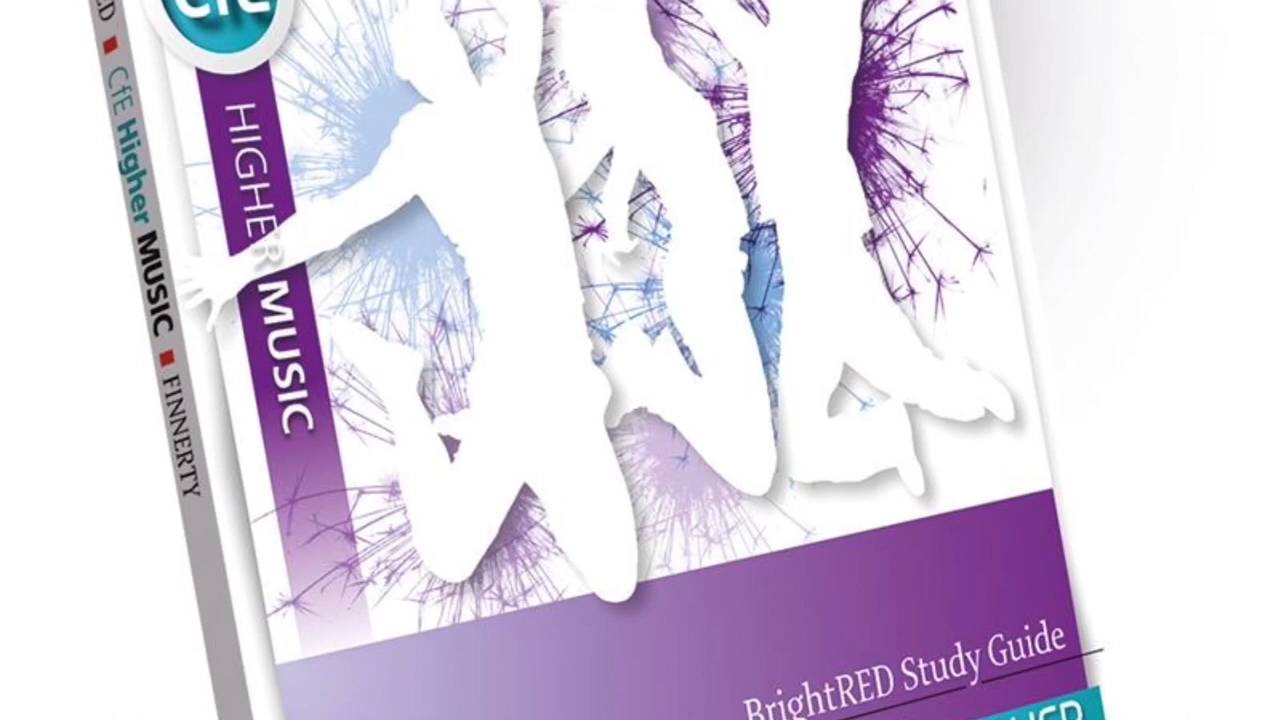 CfE Higher MUSIC ▪ FINNERTY
CfE
HIGHER MUSIC
BrightRED Study Guide